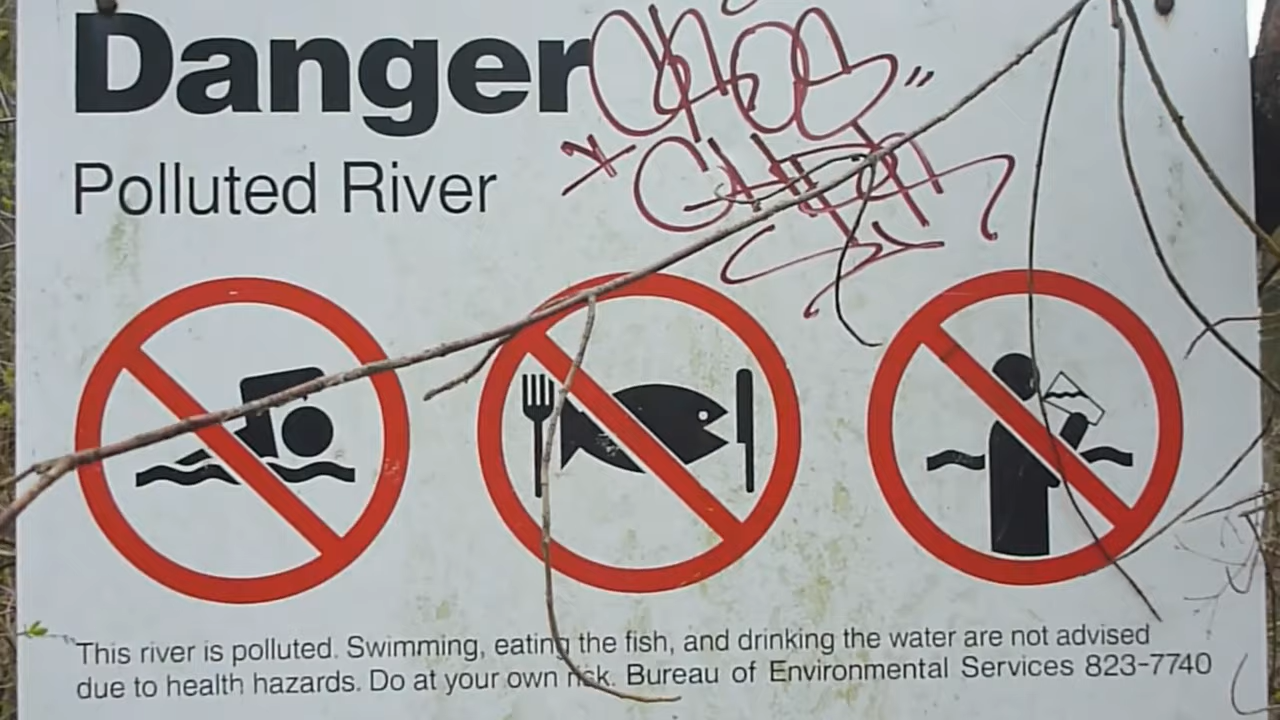 Danger
Polluted River
This river is polluted. Swimming, eating the fish, and drinking the water are not advised
due to health hazards. Do at your own risk. Bureau of Environmental Services 823-7740